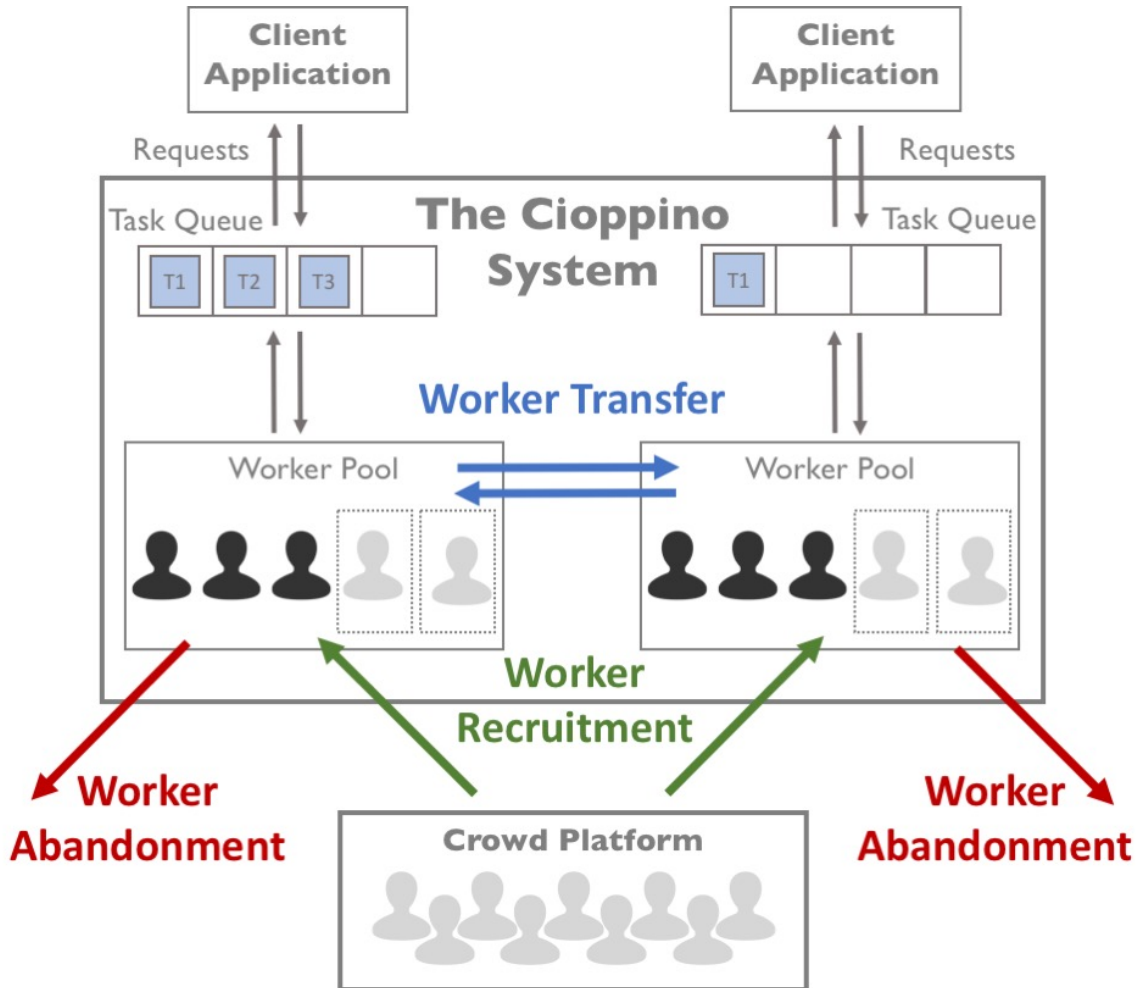 Client
Application
Client
Application
Requests
Requests
The Cioppino
System
Task Queue
Task Queue
T1
T2
T3
T1
Worker Transfer
Worker Pool
Worker Pool
Worker
Recruitment
Worker
Abandonment
Worker
Abandonment
Crowd Platform